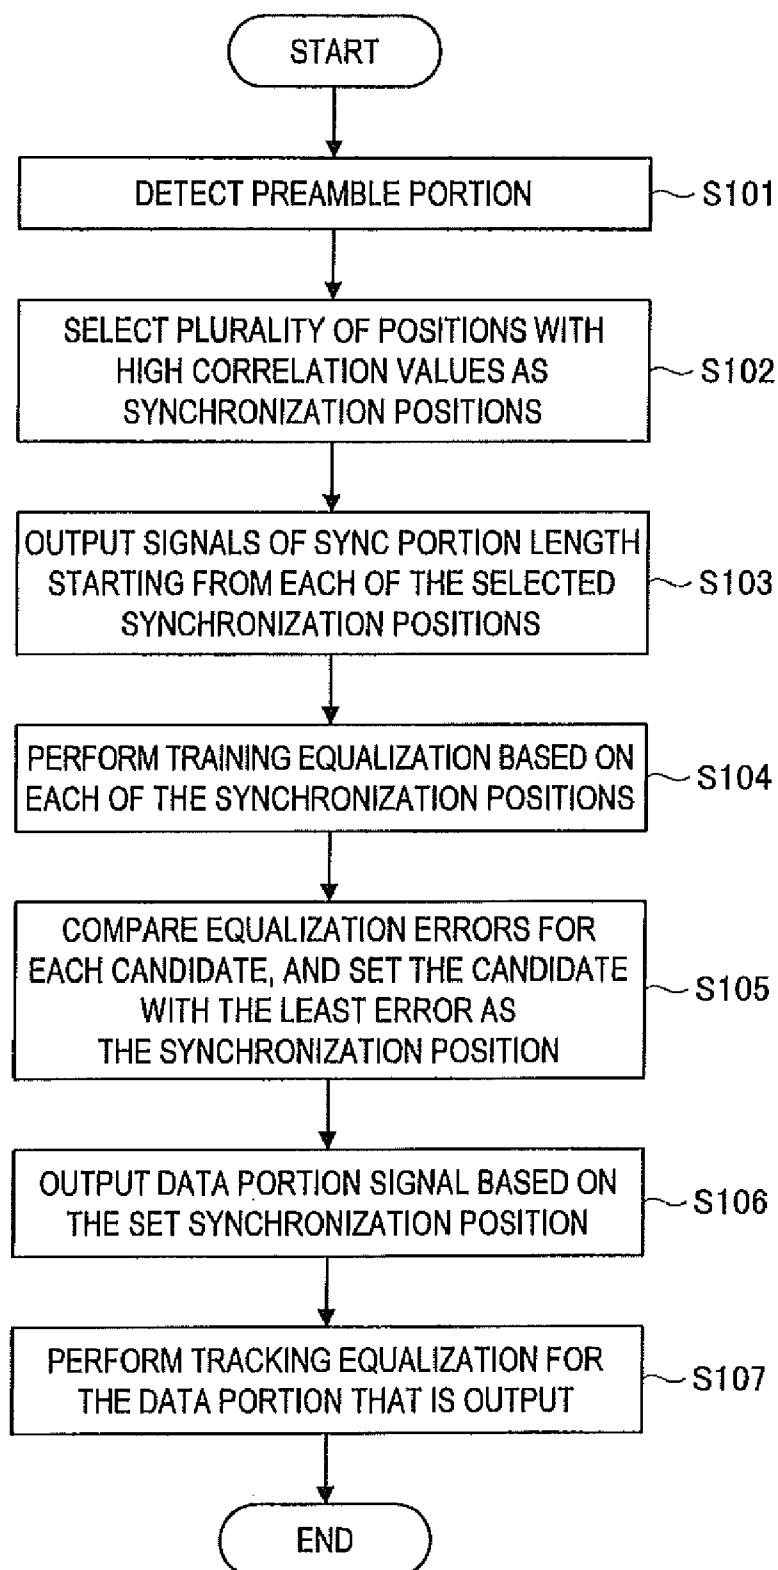 START
DETECT PREAMBLE PORTION
S101
SELECT PLURALITY OF POSITIONS WITH
HIGH CORRELATION VALUES AS
SYNCHRONIZATION POSITIONS
S102
OUTPUT SIGNALS OF SYNC PORTION LENGTH
STARTING FROM EACH OF THE SELECTED
SYNCHRONIZATION POSITIONS
S103
PERFORM TRAINING EQUALIZATION BASED ON
EACH OF THE SYNCHRONIZATION POSITIONS
S104
COMPARE EQUALIZATION ERRORS FOR
EACH CANDIDATE, AND SET THE CANDIDATE
WITH THE LEAST ERROR AS
THE SYNCHRONIZATION POSITION
S105
OUTPUT DATA PORTION SIGNAL BASED ON
THE SET SYNCHRONIZATION POSITION
S106
PERFORM TRACKING EQUALIZATION FOR
THE DATA PORTION THAT IS OUTPUT
S107
END